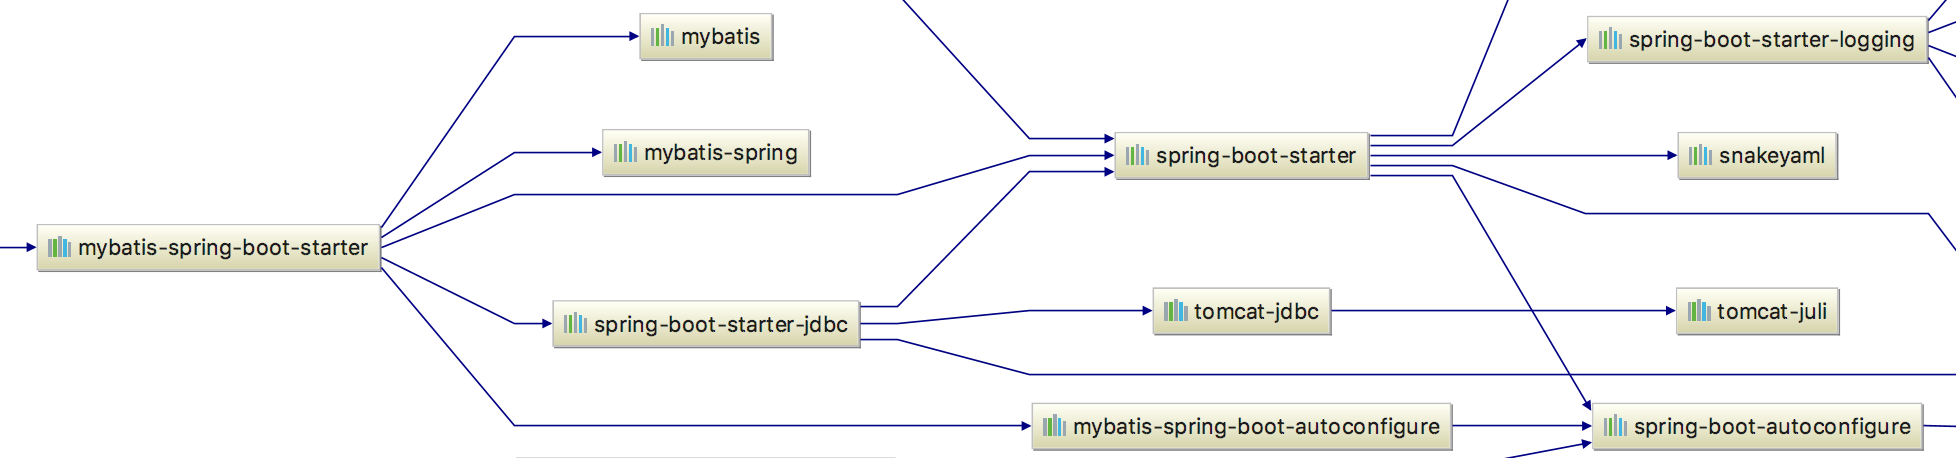 mybatis
spring-boot-starter-logging
mybatis-spring
spring-boot-starter
snakeyaml
mybatis-spring-boot-starter
spring-boot-starter-jdbc
tomcat-jdbc
tomcat-juli
mybatis-spring-boot-autoconfigure
spring-boot-autoconfigure